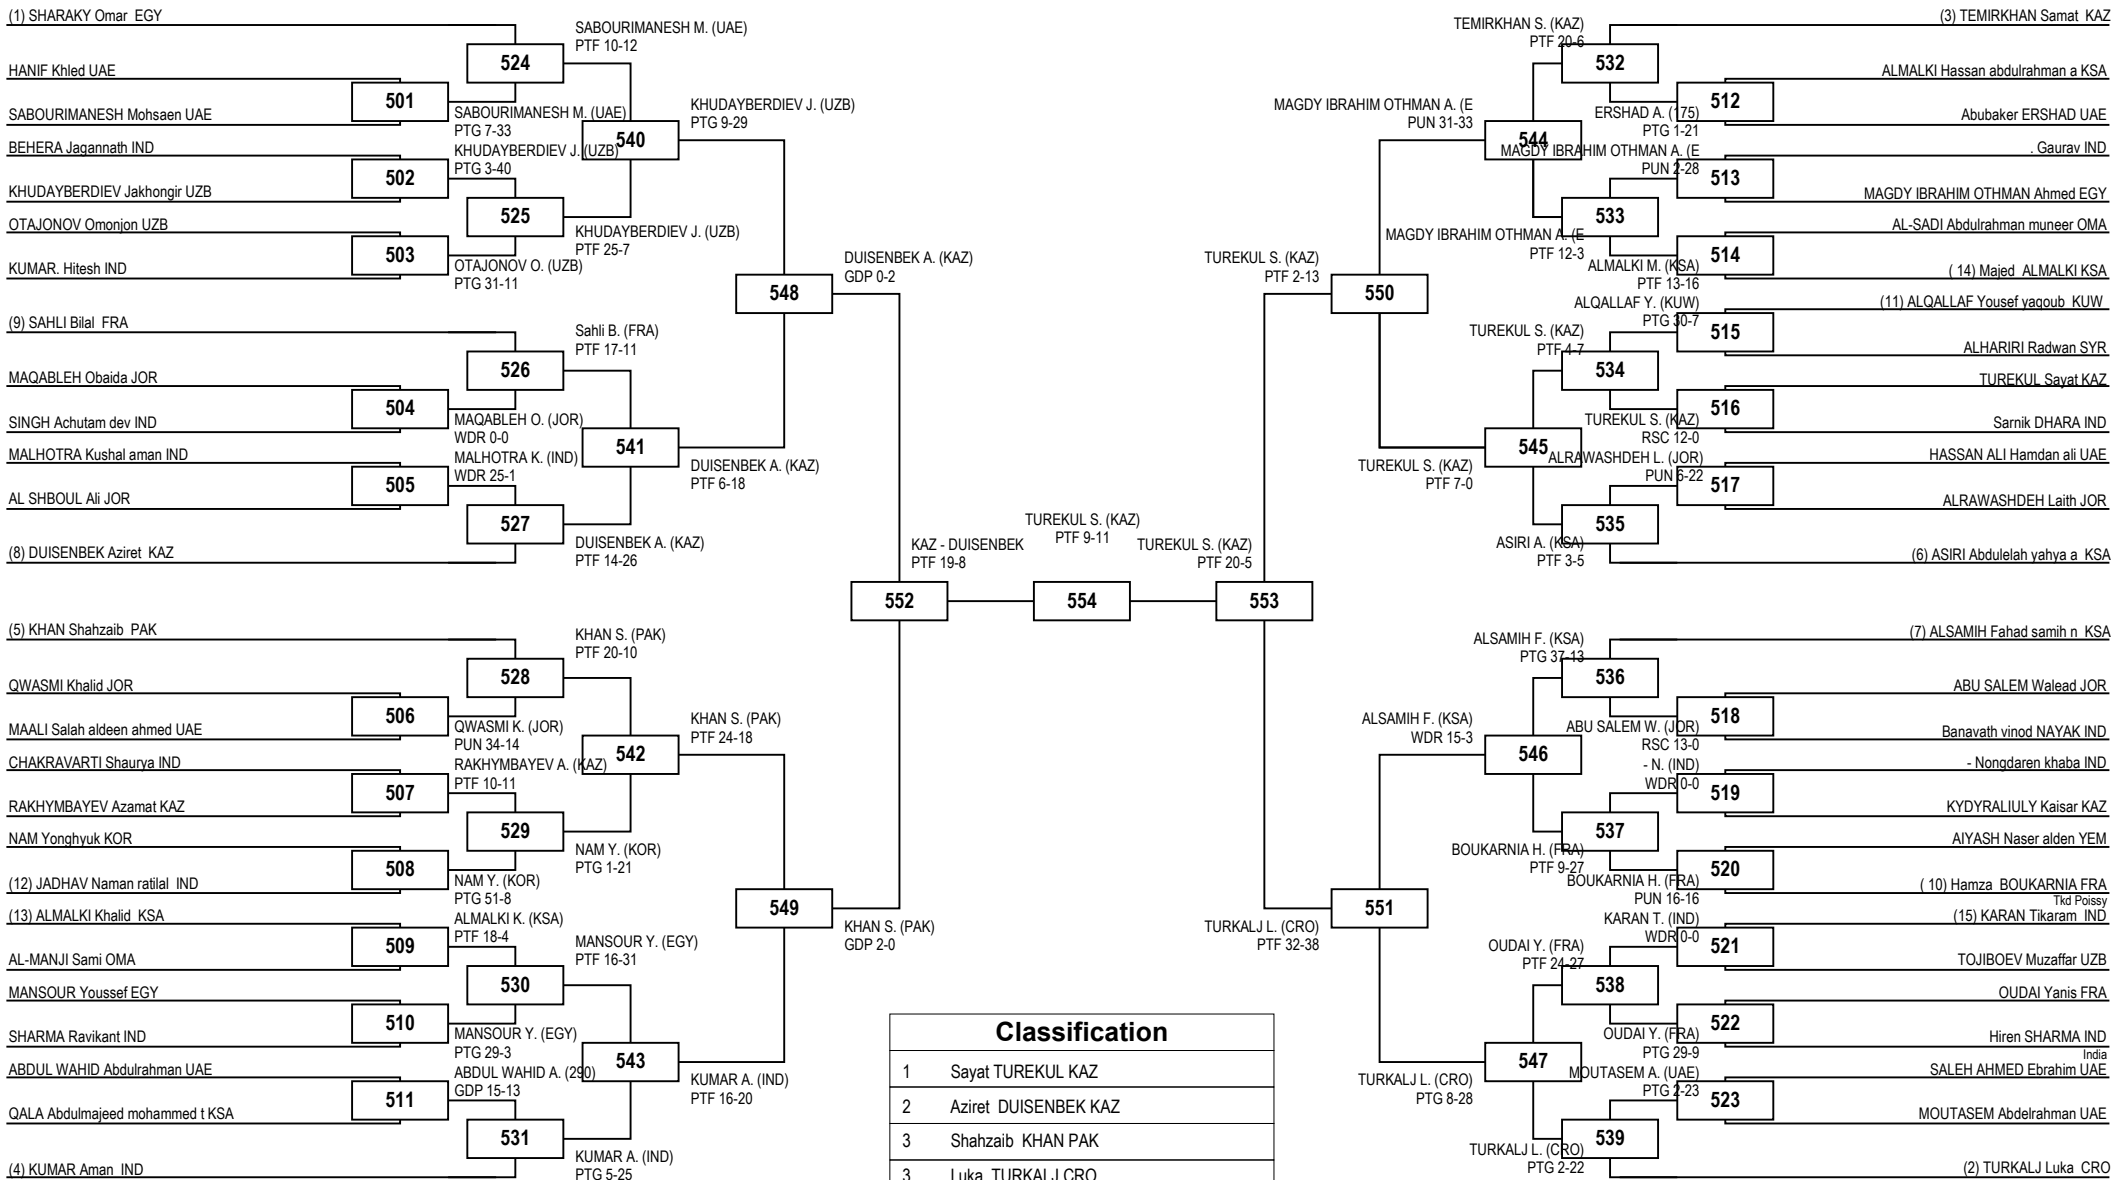 (1) SHARAKY Omar EGY
HANIF Khled UAE
SABOURIMANESH Mohsaen UAE
BEHERA Jagannath IND
KHUDAYBERDIEV Jakhongir UZB
OTAJONOV Omonjon UZB
KUMAR. Hitesh IND
(9) SAHLI Bilal FRA
MAQABLEH Obaida JOR
SINGH Achutam dev IND
MALHOTRA Kushal aman IND
AL SHBOUL Ali JOR
(8) DUISENBEK Aziret KAZ
(5) KHAN Shahzaib PAK
QWASMI Khalid JOR
MAALI Salah aldeen ahmed UAE
CHAKRAVARTI Shaurya IND
RAKHYMBAYEV Azamat KAZ
NAM Yonghyuk KOR
(12) JADHAV Naman ratilal IND
(13) ALMALKI Khalid KSA
AL-MANJI Sami OMA
MANSOUR Youssef EGY
SHARMA Ravikant IND
ABDUL WAHID Abdulrahman UAE
QALA Abdulmajeed mohammed t KSA
(4) KUMAR Aman IND
501
SABOURIMANESH M. (UAE)
PTG 7-33
502
KHUDAYBERDIEV J. (UZB)
PTG 3-40
503
OTAJONOV O. (UZB)
PTG 31-11
504
MAQABLEH O. (JOR)
WDR 0-0
505
MALHOTRA K. (IND)
WDR 25-1
506
QWASMI K. (JOR)
PUN 34-14
507
RAKHYMBAYEV A. (KAZ)
PTF 10-11
508
NAM Y. (KOR)
PTG 51-8
509
ALMALKI K. (KSA)
PTF 18-4
510
MANSOUR Y. (EGY)
PTG 29-3
511
ABDUL WAHID A. (290)
GDP 15-13
524
SABOURIMANESH M. (UAE)
PTF 10-12
525
KHUDAYBERDIEV J. (UZB)
PTF 25-7
526
Sahli B. (FRA)
PTF 17-11
527
DUISENBEK A. (KAZ)
PTF 14-26
528
KHAN S. (PAK)
PTF 20-10
529
NAM Y. (KOR)
PTG 1-21
530
MANSOUR Y. (EGY)
PTF 16-31
531
KUMAR A. (IND)
PTG 5-25
540
KHUDAYBERDIEV J. (UZB)
PTG 9-29
541
DUISENBEK A. (KAZ)
PTF 6-18
542
KHAN S. (PAK)
PTF 24-18
543
KUMAR A. (IND)
PTF 16-20
548
DUISENBEK A. (KAZ)
GDP 0-2
549
KHAN S. (PAK)
GDP 2-0
552
KAZ - DUISENBEK
PTF 19-8
554
TUREKUL S. (KAZ)
PTF 9-11
553
TUREKUL S. (KAZ)
PTF 20-5
550
TUREKUL S. (KAZ)
PTF 2-13
551
TURKALJ L. (CRO)
PTF 32-38
544
MAGDY IBRAHIM OTHMAN A. (E
PUN 31-33
545
TUREKUL S. (KAZ)
PTF 7-0
546
ALSAMIH F. (KSA)
WDR 15-3
547
TURKALJ L. (CRO)
PTG 8-28
532
TEMIRKHAN S. (KAZ)
PTF 20-6
533
MAGDY IBRAHIM OTHMAN A. (E
PTF 12-3
534
TUREKUL S. (KAZ)
PTF 4-7
535
ASIRI A. (KSA)
PTF 3-5
536
ALSAMIH F. (KSA)
PTG 37-13
537
BOUKARNIA H. (FRA)
PTF 9-27
538
OUDAI Y. (FRA)
PTF 24-27
539
TURKALJ L. (CRO)
PTG 2-22
512
ERSHAD A. (175)
PTG 1-21
513
MAGDY IBRAHIM OTHMAN A. (E
PUN 2-28
514
ALMALKI M. (KSA)
PTF 13-16
515
ALQALLAF Y. (KUW)
PTG 30-7
516
TUREKUL S. (KAZ)
RSC 12-0
517
ALRAWASHDEH L. (JOR)
PUN 6-22
518
ABU SALEM W. (JOR)
RSC 13-0
519
- N. (IND)
WDR 0-0
520
BOUKARNIA H. (FRA)
PUN 16-16
521
KARAN T. (IND)
WDR 0-0
522
OUDAI Y. (FRA)
PTG 29-9
523
MOUTASEM A. (UAE)
PTG 2-23
(3) TEMIRKHAN Samat KAZ
ALMALKI Hassan abdulrahman a KSA
Abubaker ERSHAD UAE
. Gaurav IND
MAGDY IBRAHIM OTHMAN Ahmed EGY
AL-SADI Abdulrahman muneer OMA
( 14) Majed ALMALKI KSA
(11) ALQALLAF Yousef yaqoub KUW
ALHARIRI Radwan SYR
TUREKUL Sayat KAZ
Sarnik DHARA IND
HASSAN ALI Hamdan ali UAE
ALRAWASHDEH Laith JOR
(6) ASIRI Abdulelah yahya a KSA
(7) ALSAMIH Fahad samih n KSA
ABU SALEM Walead JOR
Banavath vinod NAYAK IND
- Nongdaren khaba IND
KYDYRALIULY Kaisar KAZ
AIYASH Naser alden YEM
( 10) Hamza BOUKARNIA FRA
Tkd Poissy
(15) KARAN Tikaram IND
TOJIBOEV Muzaffar UZB
OUDAI Yanis FRA
Hiren SHARMA IND
India
SALEH AHMED Ebrahim UAE
MOUTASEM Abdelrahman UAE
(2) TURKALJ Luka CRO
Classification
1 Sayat TUREKUL KAZ
2 Aziret DUISENBEK KAZ
3 Shahzaib KHAN PAK
3 Luka TURKALJ CRO